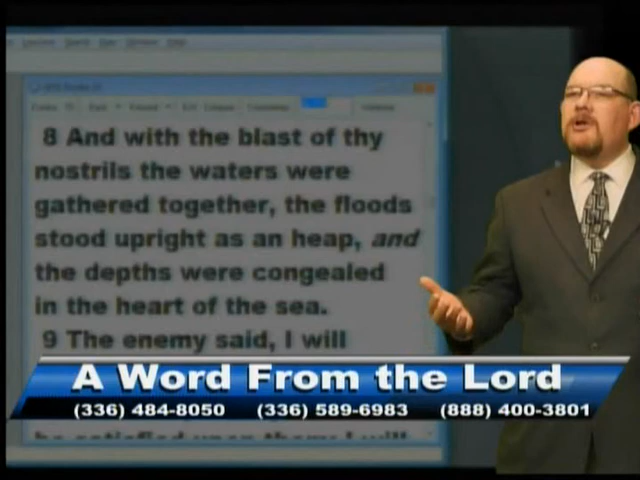 8 And with the blast of thy
nostrils the waters were
gathered together, the floods
stood upright as an heap, and
the depths were congealed
in the heart of the sea.
9 The enemy said, I will
A Word From the Lord
(336) 484-8050 (336) 589-6983 (888) 400-3801